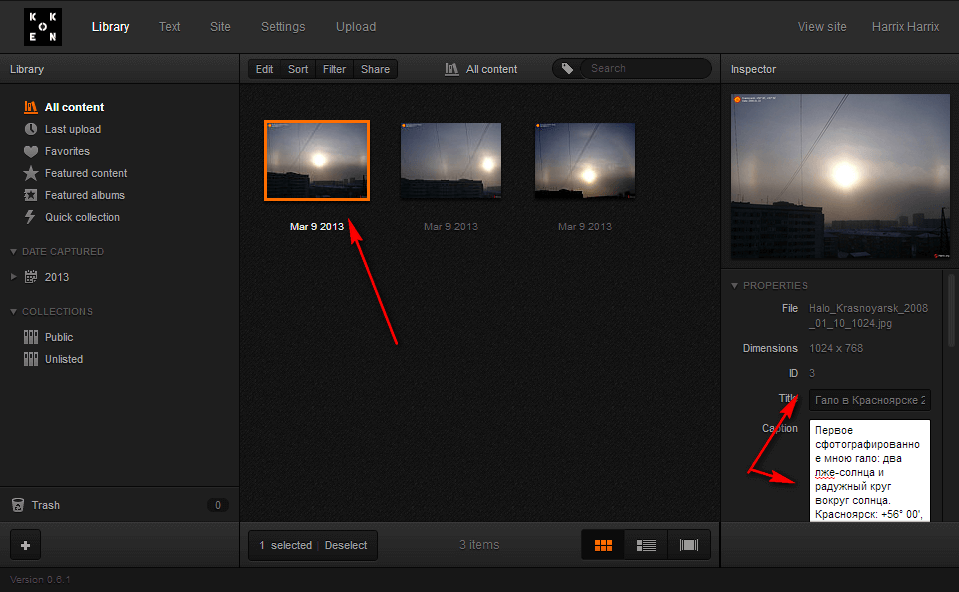 K K
O
E N
Library
Text
Site
Settings
Upload
View site
Harrix Harrix
Library
Edit
Sort
Filter
Share
All content
Search
Inspector
All content
Last upload
Favorites
Featured content
Featured albums
Quick collection
DATE CAPTURED
2013
COLLECTIONS
Public
Unlisted
Trash
0
Mar 9 2013
Mar 9 2013
Mar 9 2013
PROPERTIES
File
Halo_Krasnoyarsk_2008
_01_10_1024.jpg
Dimensions
1024 x 768
ID
3
Title
Гало в Красноярске 2
Caption
Первое
сфотографированно
е мною гало: два
лже-солнца и
радужный круг
вокруг солнца.
Красноярск: +56° 00',
1 selected
Deselect
3 items
Version 0.6.1